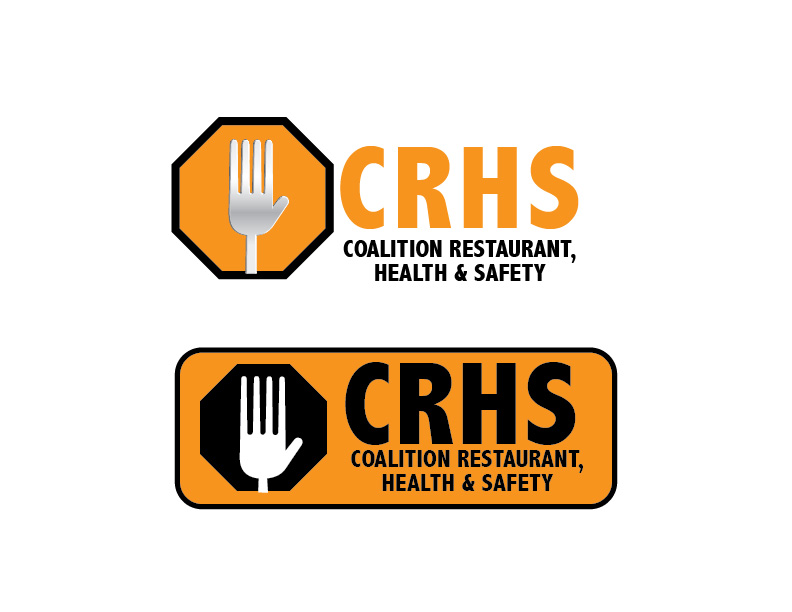 CRHS
COALITION RESTAURANT,
HEALTH & SAFETY
CRHS
COALITION RESTAURANT,
HEALTH & SAFETY